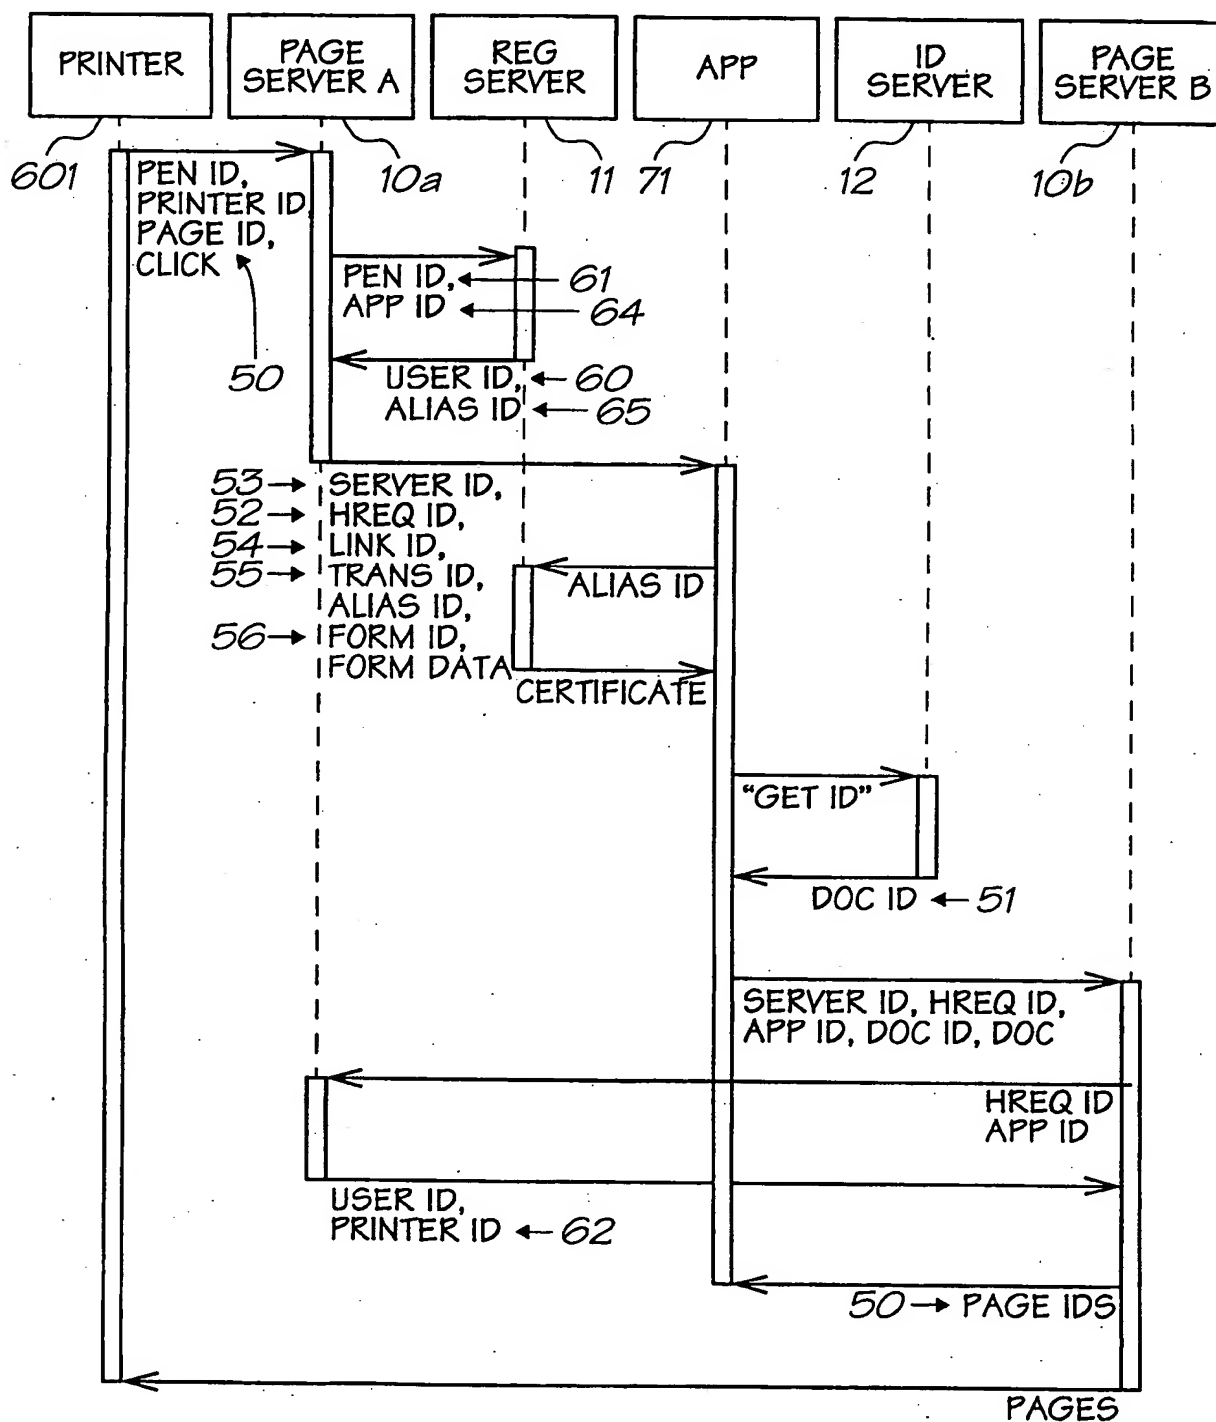 PRINTER
PAGE
SERVER A
REG
SERVER
APP
ID
SERVER
PAGE
SERVER B
601
10a
11
71
12
10b
PEN ID,
PRINTER ID
PAGE ID,
CLICK
50
PEN ID,
61
APP ID
64
USER ID,
60
ALIAS ID
65
53
SERVER ID,
52
HREQ ID,
54
LINK ID,
55
TRANS ID,
ALIAS ID,
56
FORM ID,
FORM DATA
ALIAS ID
CERTIFICATE
“GET ID”
DOC ID
51
SERVER ID, HREQ ID,
APP ID, DOC ID, DOC
HREQ ID
APP ID
USER ID,
PRINTER ID
62
50
PAGE IDS
PAGES